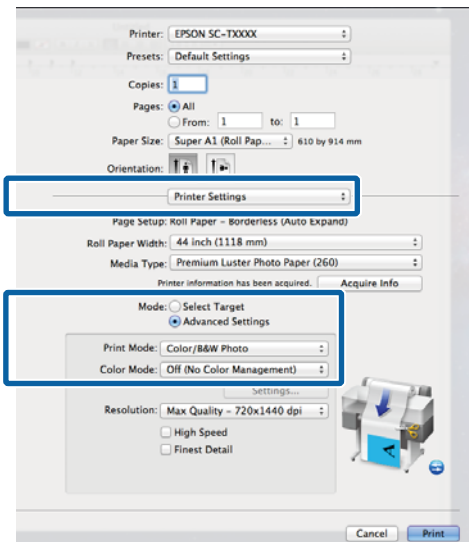 Printer: EPSON SC-TXXXX
Presets: Default Settings
Copies: 1
Pages: All
From: 1 to: 1
Paper Size: Super A1 (Roll Pap... 610 by 914 mm
Orientation:
Printer Settings
Page Setup: Roll Paper - Borderless (Auto Expand)
Roll Paper Width: 44 inch (1118 mm)
Media Type: Premium Luster Photo Paper (260)
Printer information has been acquired. Acquire Info
Mode: Select Target
Advanced Settings
Print Mode: Color/B&W Photo
Color Mode: Off (No Color Management)
Settings...
Resolution: Max Quality - 720x1440 dpi
High Speed
Finest Detail
A
Cancel Print